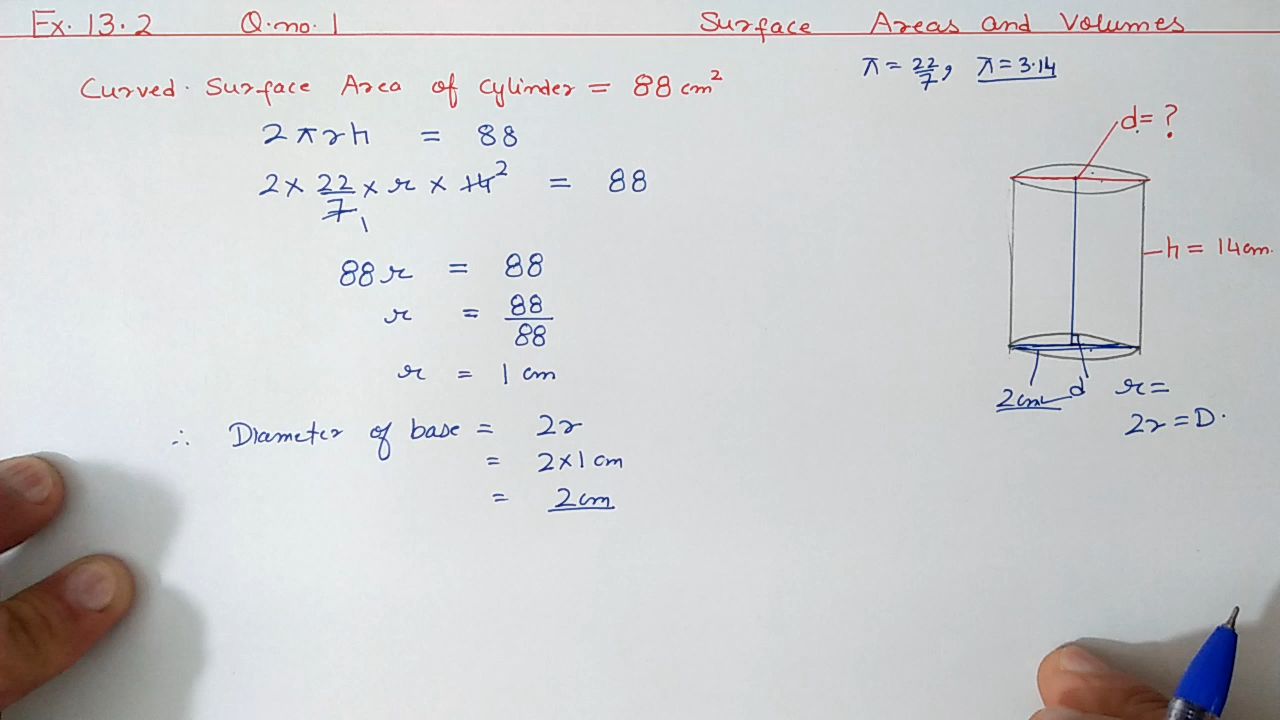 Ex. 13.2 Q.no. 1 Surface Areas and Volumes
π = 22/7, π = 3.14
Curved Surface Area of cylinder = 88 cm²
2πrh = 88
2 × 22/7 1 × r × 14 2 = 88
88r = 88
r = 88/88
r = 1 cm
∴ Diameter of base = 2r
= 2×1 cm
= 2cm
d = ?
h = 14cm.
2cm d r =
2r = D.